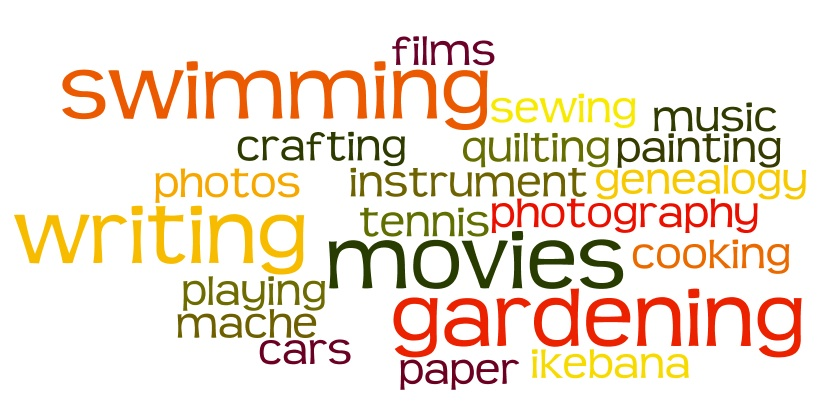 films
swimming
sewing music
crafting quilting painting
photos instrument genealogy
writing tennis photography
movies cooking
playing
mache gardening
cars
paper ikebana